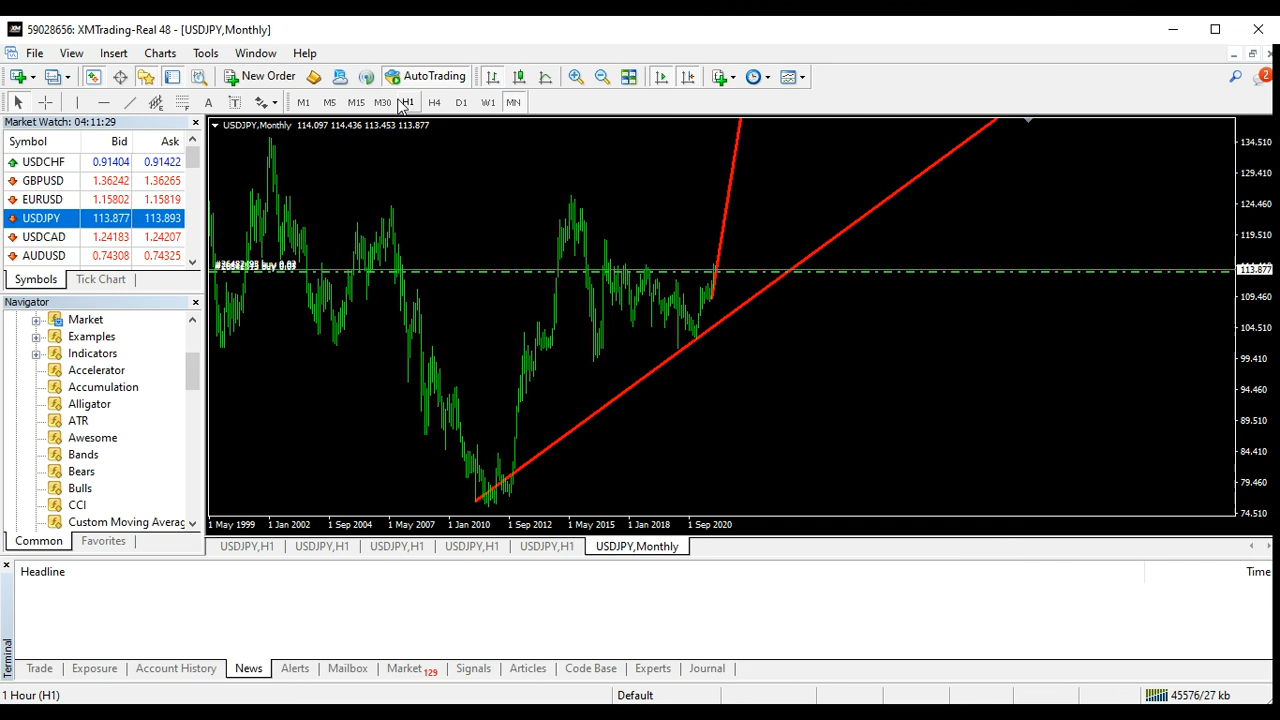 59028656: XMTrading-Real 48 - [USDJPY,Monthly]
File View Insert Charts Tools Window Help
New Order AutoTrading 2
A T M1 M5 M15 M30 H1 H4 D1 W1 MN
Market Watch: 04:11:29
Symbol Bid Ask
USDCHF 0.91404 0.91422
GBPUSD 1.36242 1.36265
EURUSD 1.15802 1.15819
USDJPY 113.877 113.893
USDCAD 1.24183 1.24207
AUDUSD 0.74308 0.74325
Symbols Tick Chart
Navigator
Market
Examples
Indicators
Accelerator
Accumulation
Alligator
ATR
Awesome
Bands
Bears
Bulls
CCI
Custom Moving Averag
Common Favorites
USDJPY,Monthly 114.097 114.436 113.453 113.877
buy 0.03
134.510
129.410
124.460
119.510
113.877
109.460
104.510
99.410
94.460
89.510
84.410
79.460
74.510
1 May 1999 1 Jan 2002 1 Sep 2004 1 May 2007 1 Jan 2010 1 Sep 2012 1 May 2015 1 Jan 2018 1 Sep 2020
USDJPY,H1 USDJPY,H1 USDJPY,H1 USDJPY,H1 USDJPY,H1 USDJPY,Monthly
Headline Time
Terminal
Trade Exposure Account History News Alerts Mailbox Market 129 Signals Articles Code Base Experts Journal
1 Hour (H1) Default 45576/27 kb